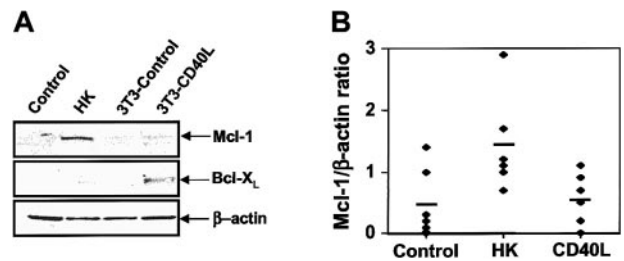 A
Control
HK
3T3-Control
3T3-CD40L
Mcl-1
Bcl-XL
β-actin
B
Mcl-1/β-actin ratio
3
2
1
0
Control
HK
CD40L